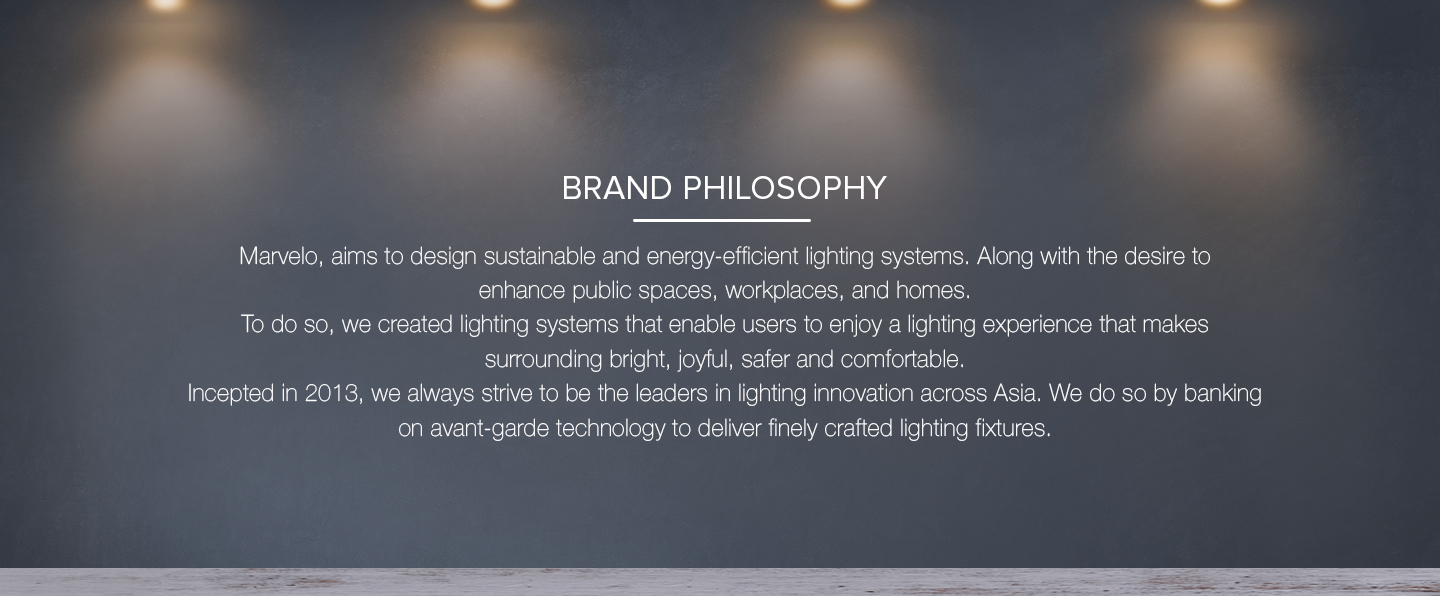 BRAND PHILOSOPHY
Marvelo, aims to design sustainable and energy-efficient lighting systems. Along with the desire to
enhance public spaces, workplaces, and homes.
To do so, we created lighting systems that enable users to enjoy a lighting experience that makes
surrounding bright, joyful, safer and comfortable.
Incepted in 2013, we always strive to be the leaders in lighting innovation across Asia. We do so by banking
on avant-garde technology to deliver finely crafted lighting fixtures.